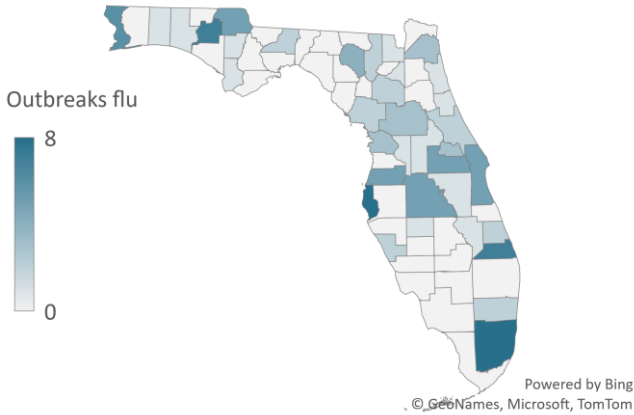 Outbreaks flu
8
0
Powered by Bing
© GeoNames, Microsoft, TomTom